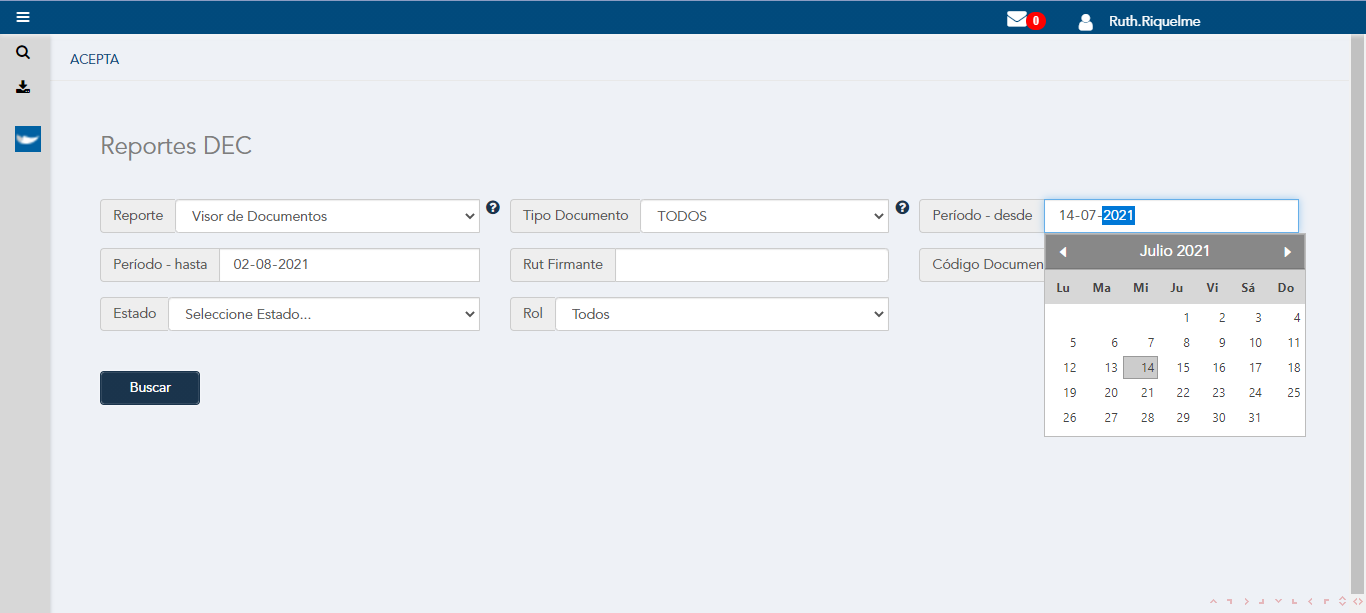 0 Ruth.Riquelme
ACEPTA
Reportes DEC
Reporte Visor de Documentos Tipo Documento TODOS Período - desde 14-07-2021
Período - hasta 02-08-2021 Rut Firmante Código Documen
Estado Seleccione Estado... Rol Todos
Buscar
Julio 2021
Lu Ma Mi Ju Vi Sá Do
1 2 3 4
5 6 7 8 9 10 11
12 13 14 15 16 17 18
19 20 21 22 23 24 25
26 27 28 29 30 31